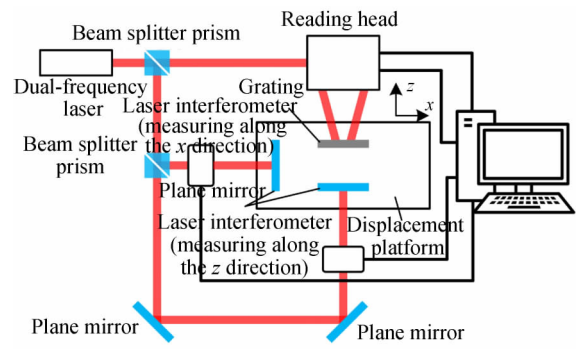 Beam splitter prism
Reading head
Dual-frequency
laser
Grating
z
x
Laser interferometer
(measuring along
the x direction)
Beam splitter
prism
Plane mirror
Laser interferometer
(measuring along
the z direction)
Displacement
platform
Plane mirror
Plane mirror